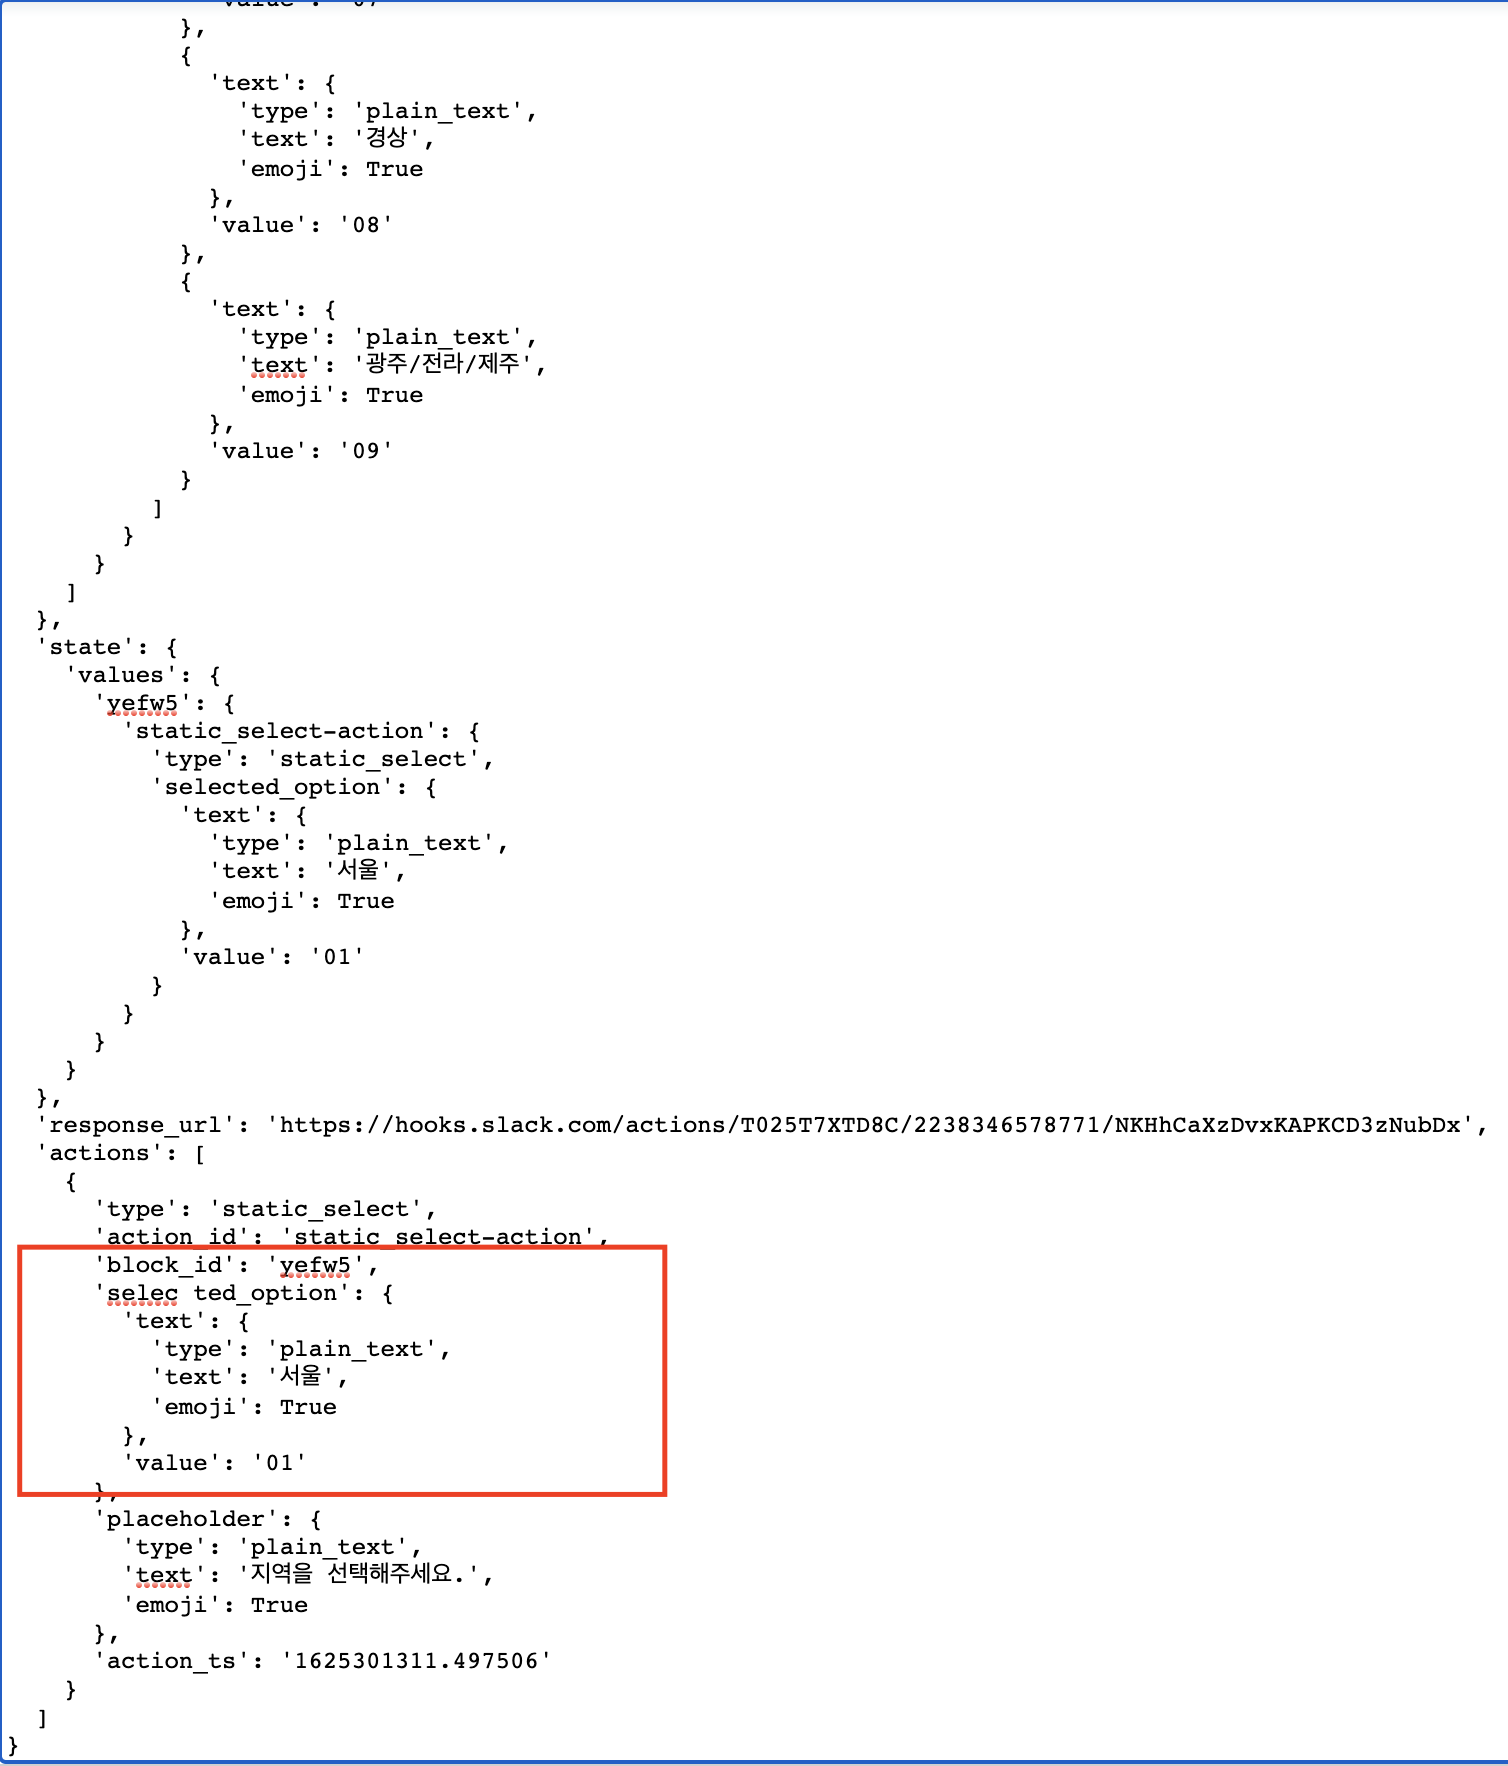 'value': '07'
},
{
'text': {
'type': 'plain_text',
'text': '경상',
'emoji': True
},
'value': '08'
},
{
'text': {
'type': 'plain_text',
'text': '광주/전라/제주',
'emoji': True
},
'value': '09'
}
]
}
}
]
},
'state': {
'values': {
'yefw5': {
'static_select-action': {
'type': 'static_select',
'selected_option': {
'text': {
'type': 'plain_text',
'text': '서울',
'emoji': True
},
'value': '01'
}
}
}
}
},
'response_url': 'https://hooks.slack.com/actions/T025T7XTD8C/2238346578771/NKHhCaXzDvxKAPKCD3zNubDx',
'actions': [
{
'type': 'static_select',
'action_id': 'static_select-action',
'block_id': 'yefw5',
'selec ted_option': {
'text': {
'type': 'plain_text',
'text': '서울',
'emoji': True
},
'value': '01'
},
'placeholder': {
'type': 'plain_text',
'text': '지역을 선택해주세요.',
'emoji': True
},
'action_ts': '1625301311.497506'
}
]
}